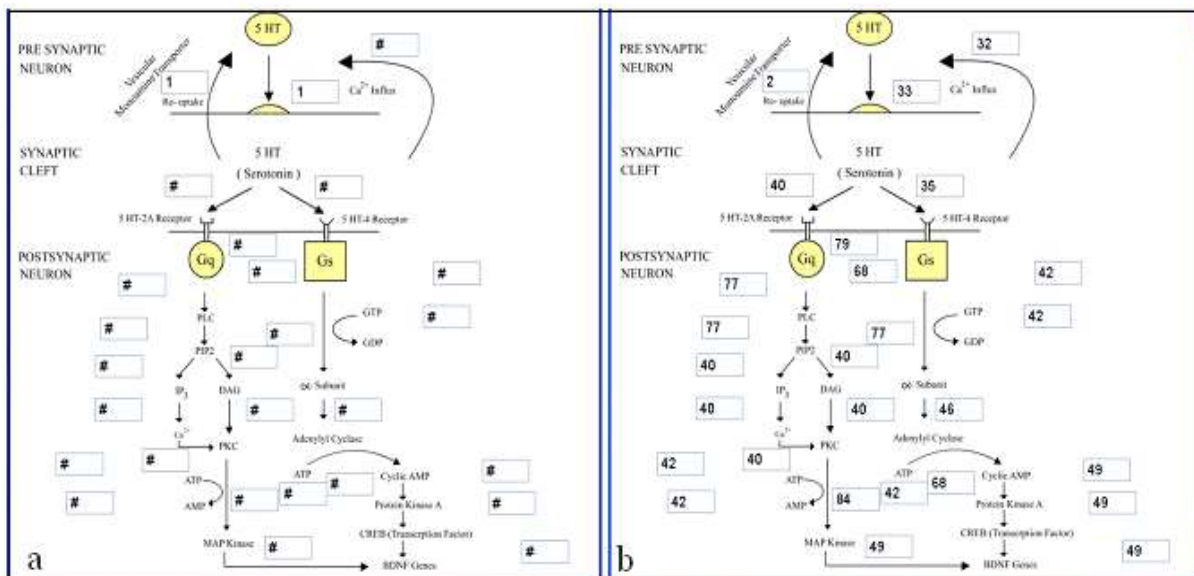 5 HT
#
PRE SYNAPTIC
NEURON
Vesicular
Monoamine Transporter
1
1
Ca2+ Influx
Re- uptake
SYNAPTIC
CLEFT
5 HT
( Serotonin )
#
#
5 HT-2A Receptor
5 HT-4 Receptor
#
POSTSYNAPTIC
NEURON
Gq
#
Gs
#
#
#
PLC
GTP
#
#
GDP
PIP2
#
#
IP3
DAG
∝ Subunit
#
#
#
Ca2+
PKC
Adenylyl Cyclase
#
#
ATP
ATP
Cyclic AMP
#
#
#
#
#
AMP
Protein Kinase A
#
CREB (Transcription Factor)
MAP Kinase
#
#
a
BDNF Genes
5 HT
32
PRE SYNAPTIC
NEURON
Vesicular
Monoamine Transporter
2
33
Ca2+ Influx
Re- uptake
SYNAPTIC
CLEFT
5 HT
( Serotonin )
40
35
5 HT-2A Receptor
5 HT-4 Receptor
79
POSTSYNAPTIC
NEURON
Gq
68
Gs
42
77
42
PLC
GTP
77
77
GDP
PIP2
40
40
IP3
DAG
∝ Subunit
40
40
46
Ca2+
PKC
Adenylyl Cyclase
42
40
ATP
ATP
Cyclic AMP
49
68
42
42
84
AMP
Protein Kinase A
49
CREB (Transcription Factor)
MAP Kinase
49
49
b
BDNF Genes